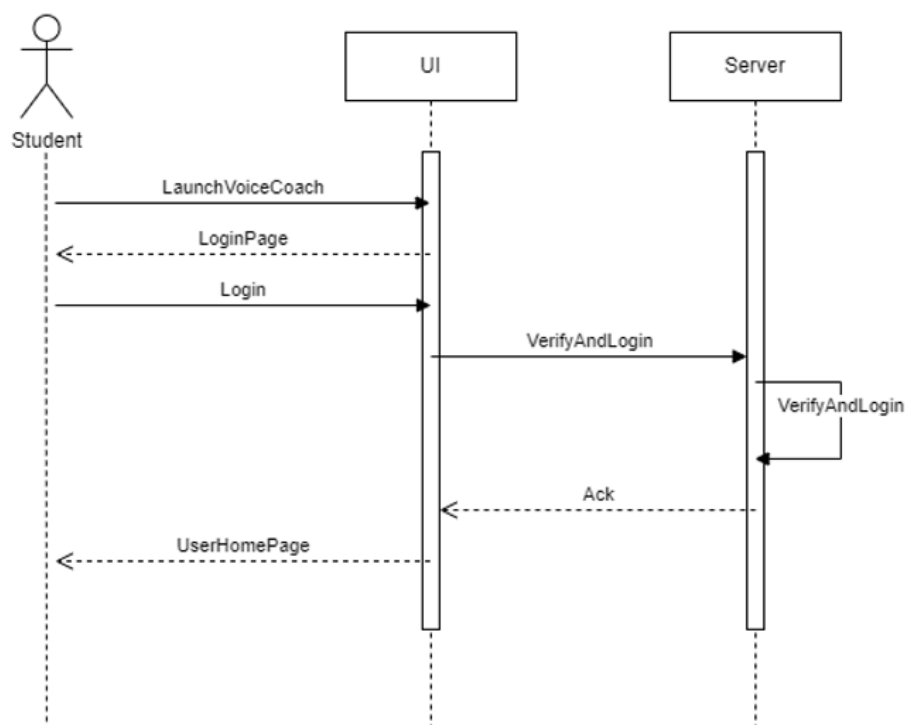 UI
Server
Student
LaunchVoiceCoach
LoginPage
Login
VerifyAndLogin
VerifyAndLogin
Ack
UserHomePage